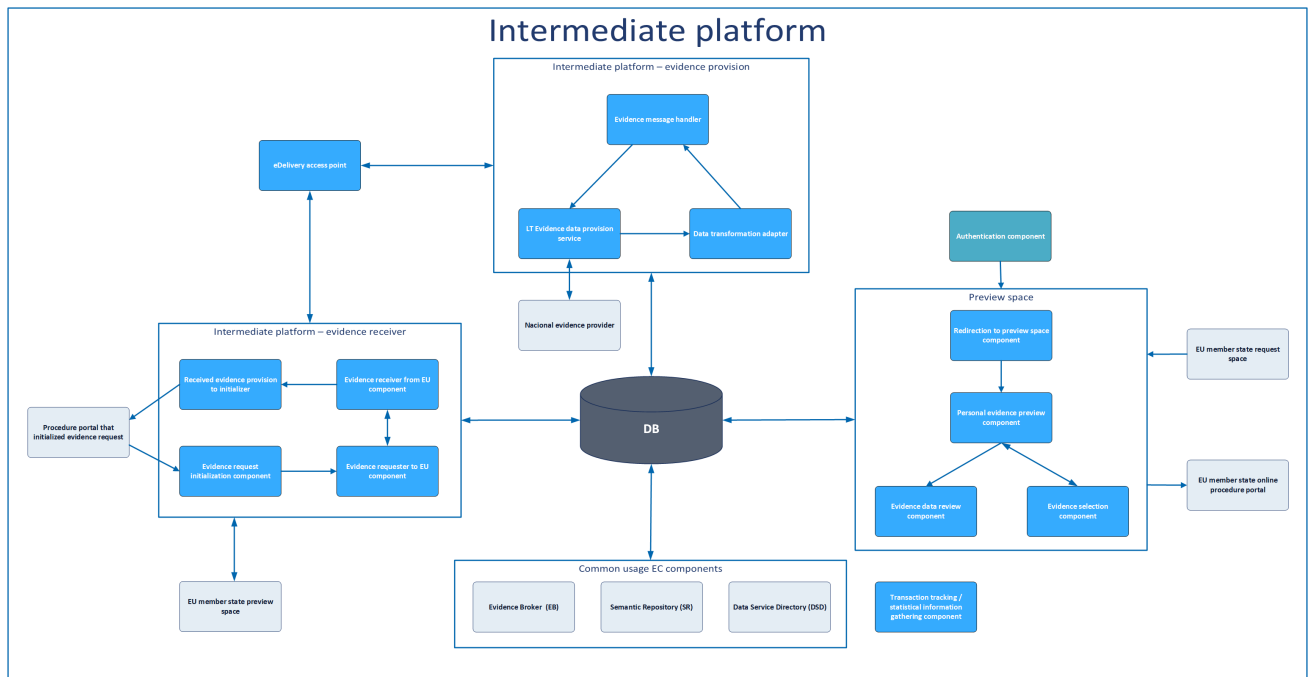 Intermediate platform
Intermediate platform – evidence provision
Evidence message handler
eDelivery access point
LT Evidence data provision
service
Data transformation adapter
Authentication component
Nacional evidence provider
Preview space
Redirection to preview space
component
EU member state request
space
Intermediate platform – evidence receiver
Received evidence provision
to initializer
Evidence receiver from EU
component
Procedure portal that
initialized evidence request
Evidence request
initialization component
Evidence requester to EU
component
DB
Personal evidence preview
component
EU member state online
procedure portal
Evidence data review
component
Evidence selection
component
EU member state preview
space
Common usage EC components
Evidence Broker (EB)
Semantic Repository (SR)
Data Service Directory (DSD)
Transaction tracking /
statistical information
gathering component